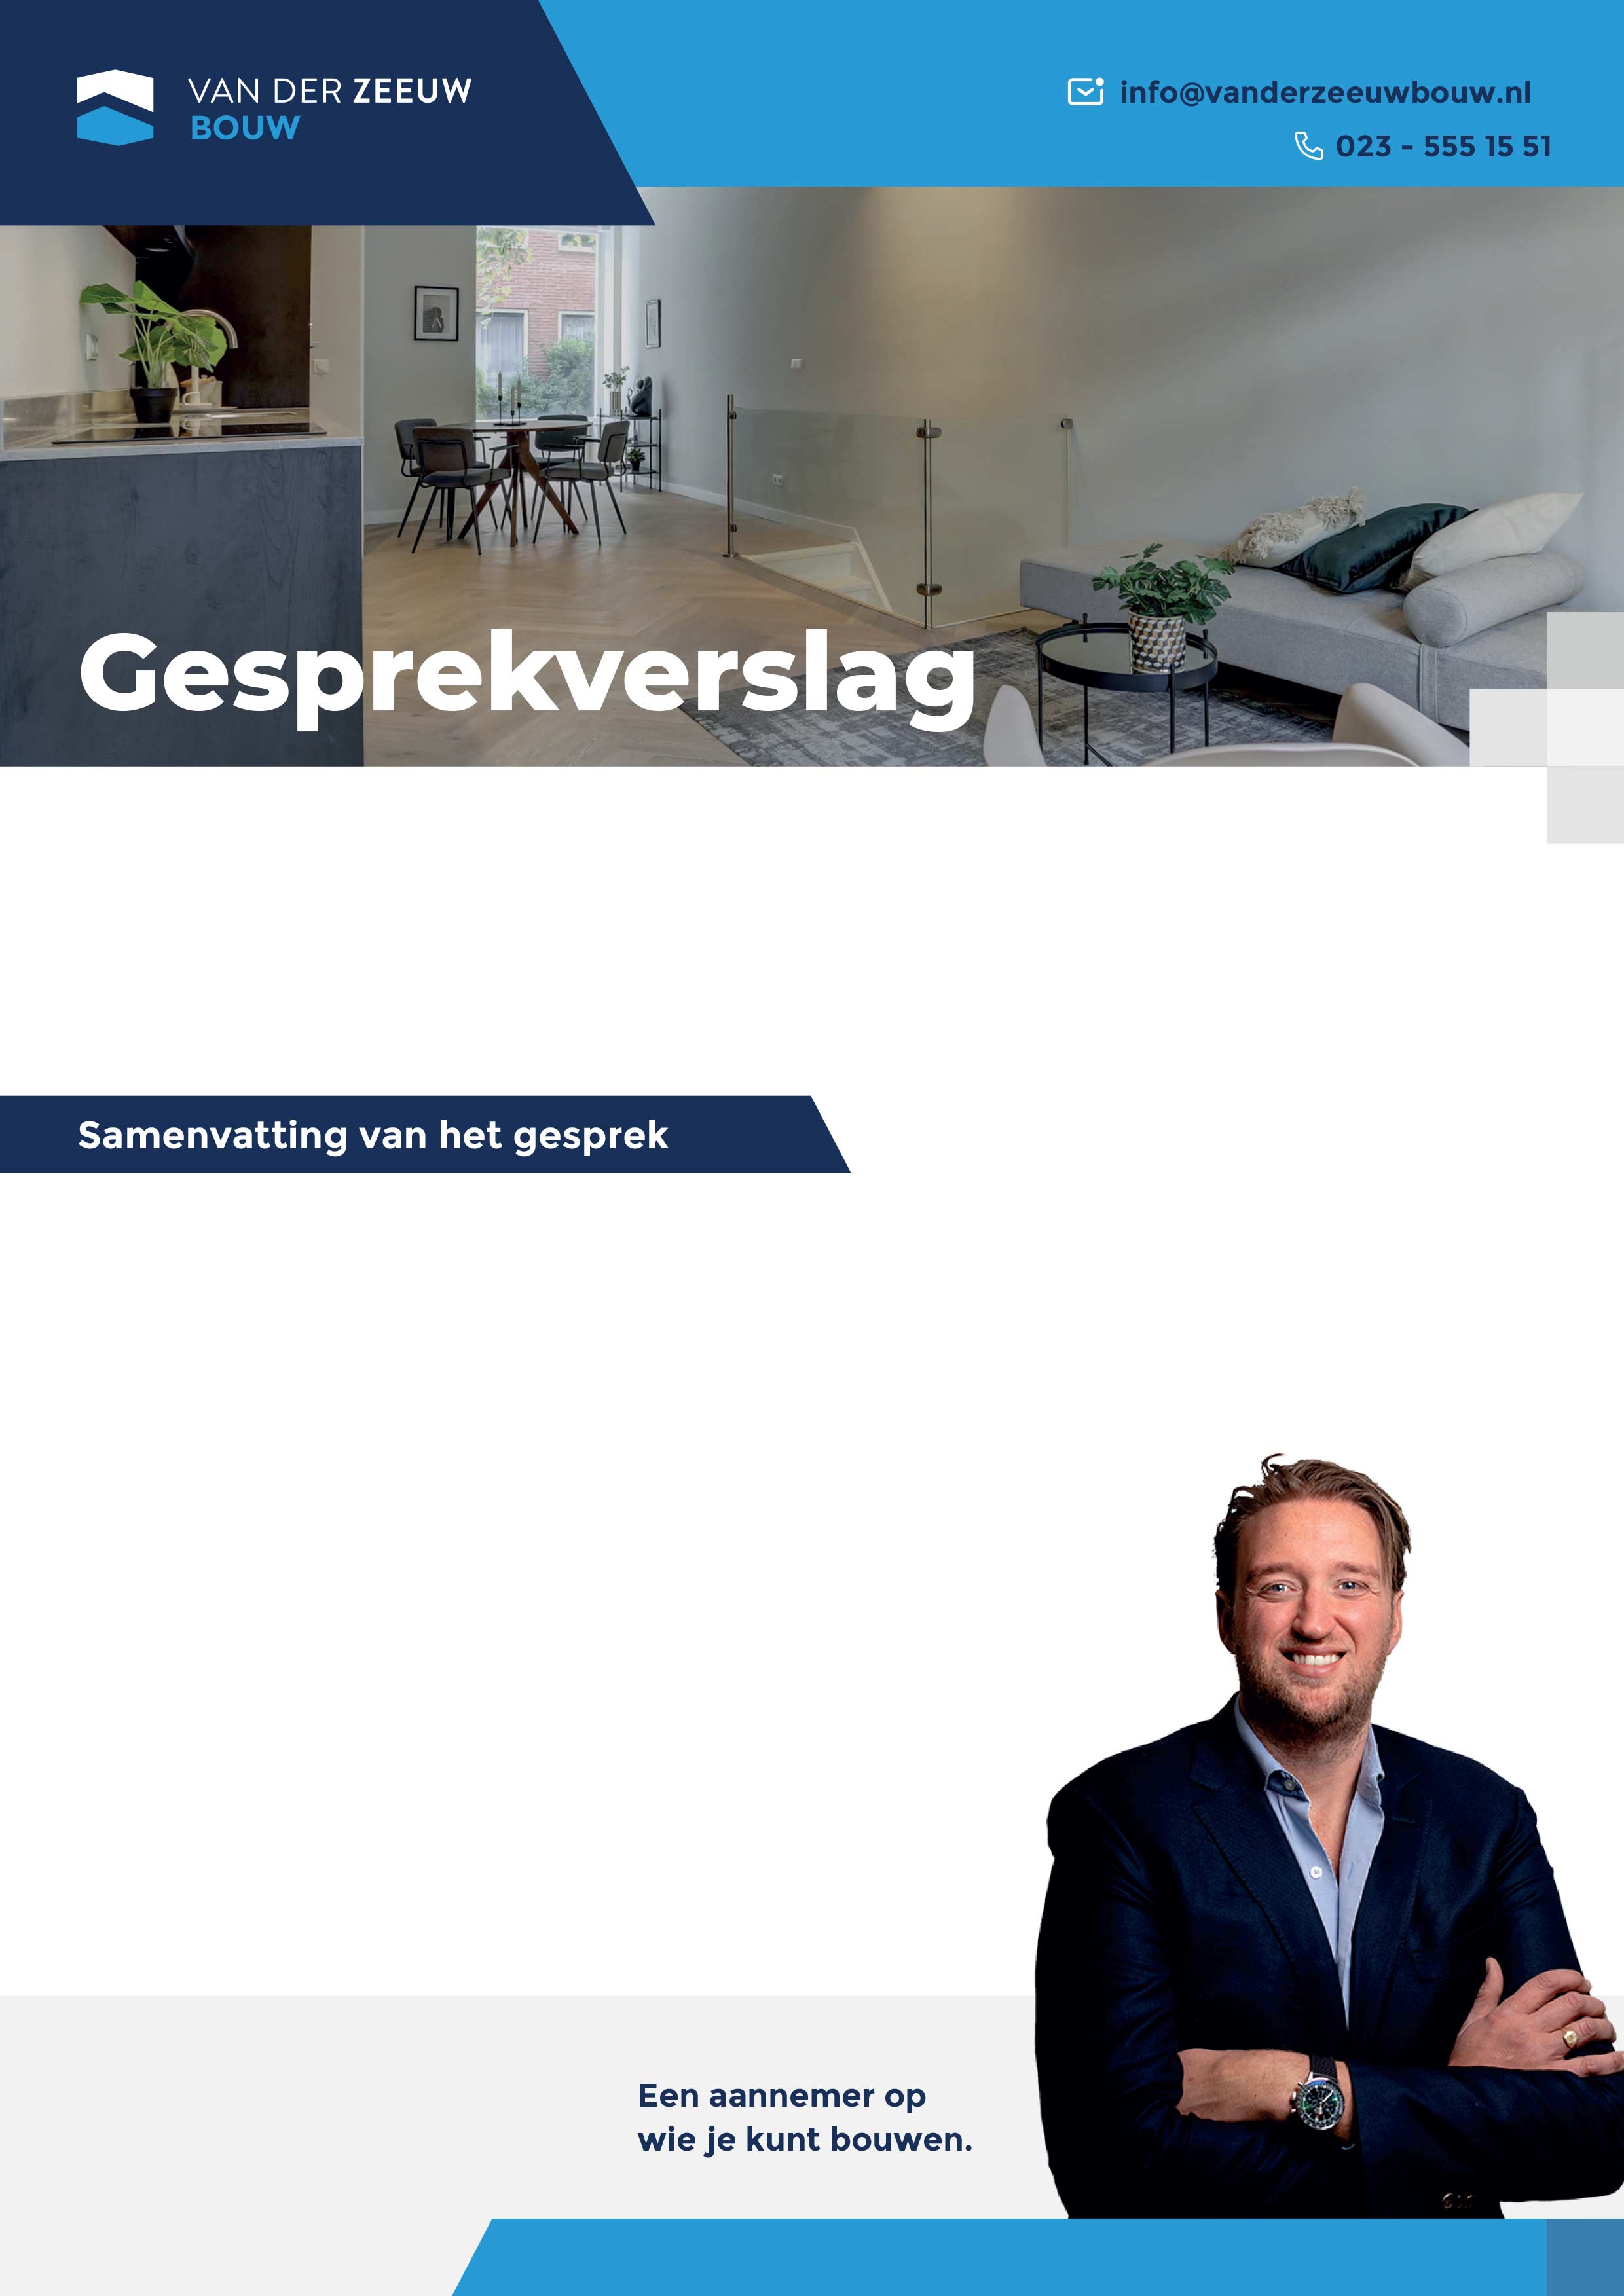 VAN DER ZEEUW
BOUW
info@vanderzeeuwbouw.nl
023 - 555 15 51
Gesprekverslag
Samenvatting van het gesprek
Een aannemer op
wie je kunt bouwen.